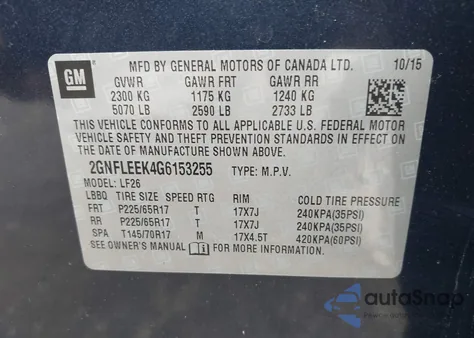 GM
MFD BY GENERAL MOTORS OF CANADA LTD. 10/15
GVWR GAWR FRT GAWR RR
2300 KG 1175 KG 1240 KG
5070 LB 2590 LB 2733 LB
THIS VEHICLE CONFORMS TO ALL APPLICABLE U.S. FEDERAL MOTOR
VEHICLE SAFETY AND THEFT PREVENTION STANDARDS IN EFFECT
ON THE DATE OF MANUFACTURE SHOWN ABOVE.
2GNFLEEK4G6153255 TYPE: M.P.V.
MODEL: LF26
LBBQ TIRE SIZE SPEED RTG RIM COLD TIRE PRESSURE
FRT P225/65R17 T 17X7J 240KPA(35PSI)
RR P225/65R17 T 17X7J 240KPA(35PSI)
SPA T145/70R17 M 17X4.5T 420KPA(60PSI)
SEE OWNER'S MANUAL FOR MORE INFORMATION.
autoSnap